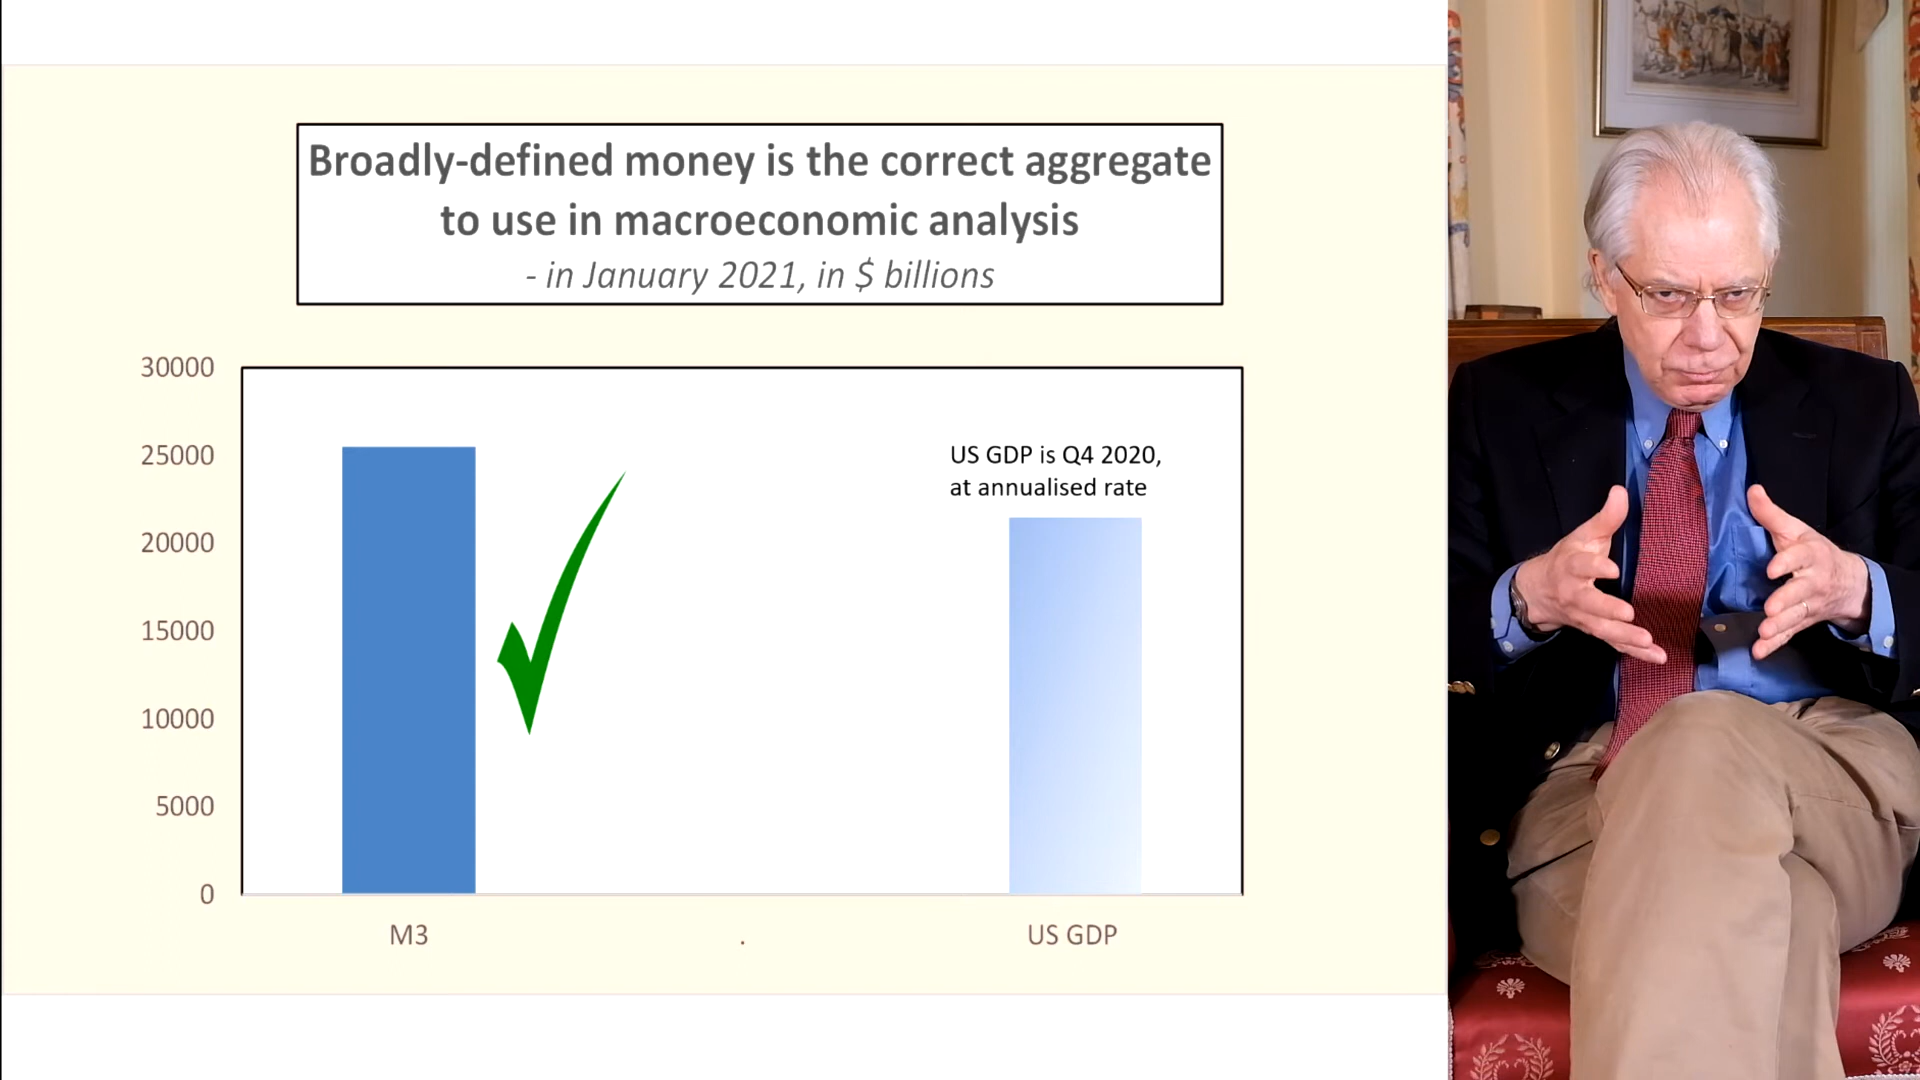 Broadly-defined money is the correct aggregate
to use in macroeconomic analysis
- in January 2021, in $ billions
30000
25000
20000
15000
10000
5000
0
US GDP is Q4 2020,
at annualised rate
M3
.
US GDP